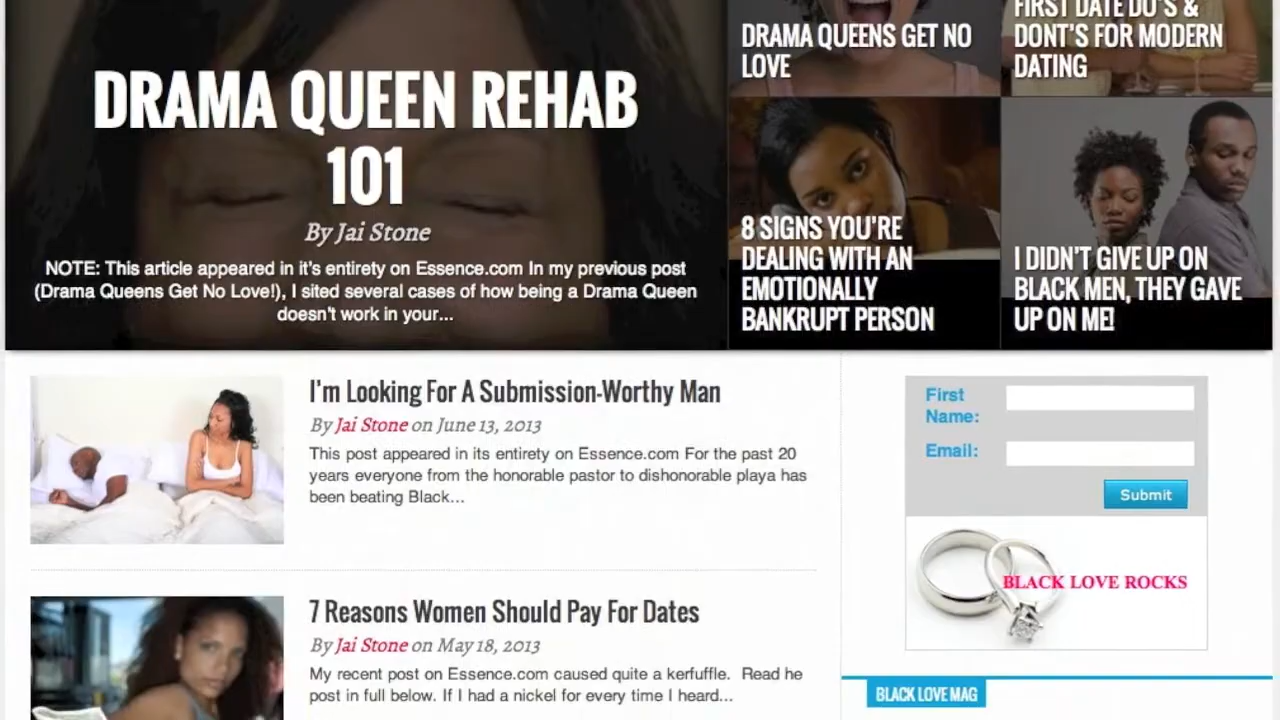 DRAMA QUEEN REHAB
101
By Jai Stone
NOTE: This article appeared in it's entirety on Essence.com In my previous post
(Drama Queens Get No Love!), I sited several cases of how being a Drama Queen
doesn't work in your...
DRAMA QUEENS GET NO
LOVE
FIRST DATE DO'S &
DONT'S FOR MODERN
DATING
8 SIGNS YOU'RE
DEALING WITH AN
EMOTIONALLY
BANKRUPT PERSON
I DIDN'T GIVE UP ON
BLACK MEN, THEY GAVE
UP ON ME!
I'm Looking For A Submission-Worthy Man
By Jai Stone on June 13, 2013
This post appeared in its entirety on Essence.com For the past 20
years everyone from the honorable pastor to dishonorable playa has
been beating Black...
7 Reasons Women Should Pay For Dates
By Jai Stone on May 18, 2013
My recent post on Essence.com caused quite a kerfuffle. Read he
post in full below. If I had a nickel for every time I heard...
First
Name:
Email:
Submit
BLACK LOVE ROCKS
BLACK LOVE MAG